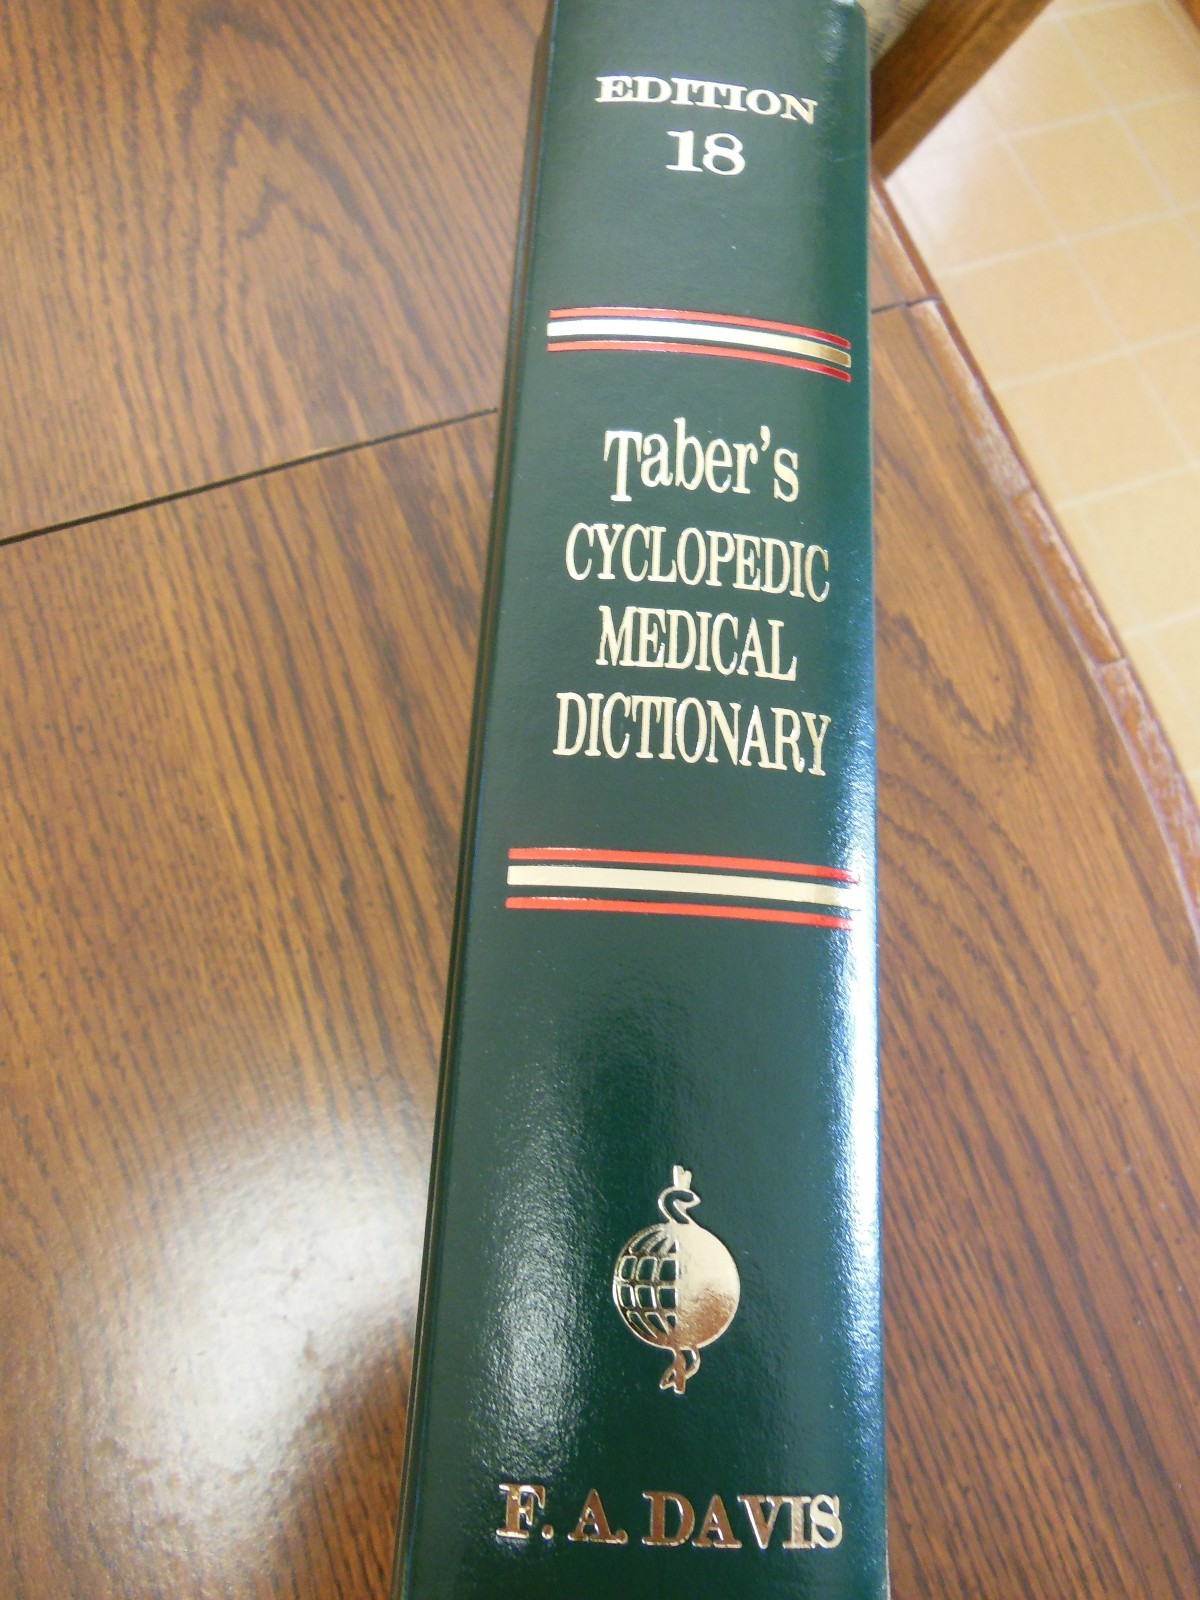 EDITION
18
Taber's
CYCLOPEDIC
MEDICAL
DICTIONARY
F. A. DAVIS